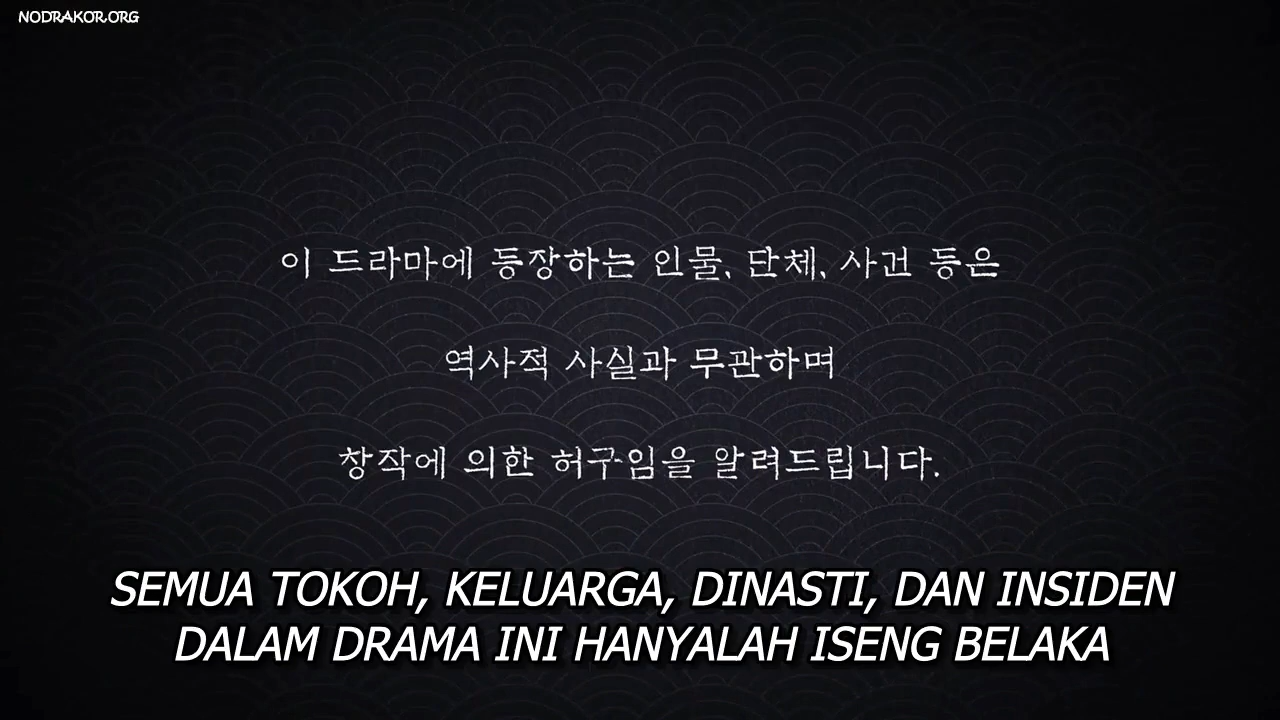 NODRAKOR.ORG
이 드라마에 등장하는 인물, 단체, 사건 등은
역사적 사실과 무관하며
창작에 의한 허구임을 알려드립니다.
SEMUA TOKOH, KELUARGA, DINASTI, DAN INSIDEN
DALAM DRAMA INI HANYALAH ISENG BELAKA